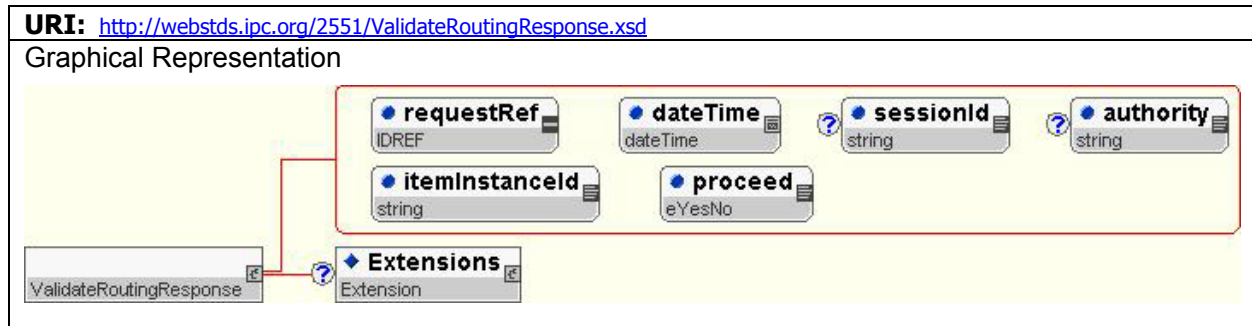 URI: http://webstds.ipc.org/2551/ValidateRoutingResponse.xsd
Graphical Representation
requestRef
IDREF
dateTime
dateTime
? sessionId
string
? authority
string
itemInstanceId
string
proceed
eYesNo
ValidateRoutingResponse
? Extensions
Extension